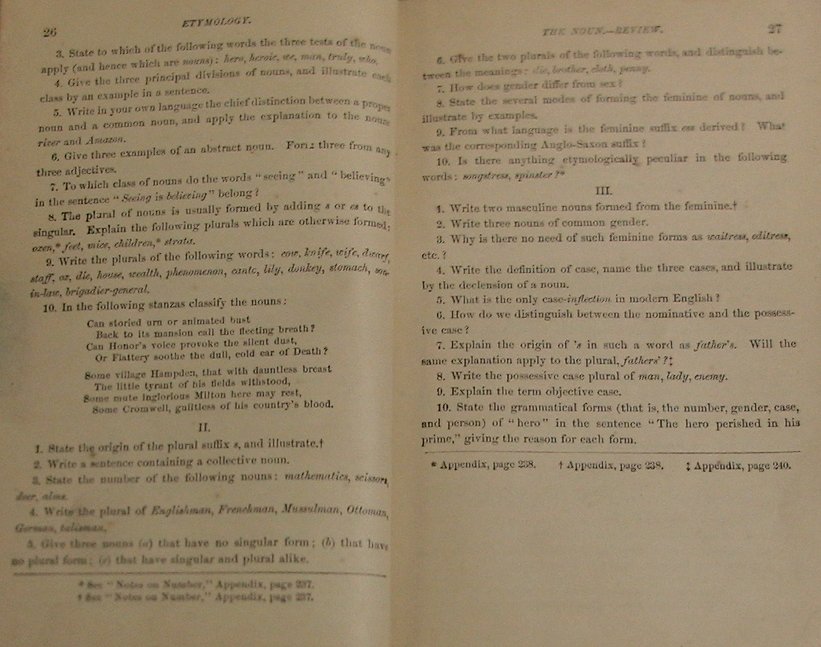 26
ETYMOLOGY.
3. State to which of the following words the three tests of the noun
apply (and hence which are nouns): hero, heroic, we, man, truly, who.
4. Give the three principal divisions of nouns, and illustrate each
class by an example in a sentence.
5. Write in your own language the chief distinction between a proper
noun and a common noun, and apply the explanation to the nouns
river and Amazon.
6. Give three examples of an abstract noun. Form three from any
three adjectives.
7. To which class of nouns do the words "seeing" and "believing"
in the sentence "Seeing is believing" belong?
8. The plural of nouns is usually formed by adding s or es to the
singular. Explain the following plurals which are otherwise formed:
oxen,* feet, mice, children,* strata.
9. Write the plurals of the following words: cow, knife, wife, dwarf,
staff, ox, die, house, wealth, phenomenon, canto, lily, donkey, stomach, son-
in-law, brigadier-general.
10. In the following stanzas classify the nouns:
Can storied urn or animated bust
Back to its mansion call the fleeting breath?
Can Honor's voice provoke the silent dust,
Or Flattery soothe the dull, cold ear of Death?
Some village Hampden, that with dauntless breast
The little tyrant of his fields withstood,
Some mute inglorious Milton here may rest,
Some Cromwell, guiltless of his country's blood.
II.
1. State the origin of the plural suffix s, and illustrate.†
2. Write a sentence containing a collective noun.
3. State the number of the following nouns: mathematics, scissors,
deer, alms.
4. Write the plural of Englishman, Frenchman, Mussulman, Ottoman,
German, talisman.
5. Give three nouns (a) that have no singular form; (b) that have
no plural form; (c) that have singular and plural alike.
* See "Notes on Number," Appendix, page 237.
† See "Notes on Number," Appendix, page 237.
THE NOUN.—REVIEW.
27
6. Give the two plurals of the following words, and distinguish be-
tween the meanings: die, brother, cloth, penny.
7. How does gender differ from sex?
8. State the several modes of forming the feminine of nouns, and
illustrate by examples.
9. From what language is the feminine suffix ess derived? What
was the corresponding Anglo-Saxon suffix?
10. Is there anything etymologically peculiar in the following
words: songstress, spinster?*
III.
1. Write two masculine nouns formed from the feminine.†
2. Write three nouns of common gender.
3. Why is there no need of such feminine forms as waitress, editress,
etc.?
4. Write the definition of case, name the three cases, and illustrate
by the declension of a noun.
5. What is the only case-inflection in modern English?
6. How do we distinguish between the nominative and the possess-
ive case?
7. Explain the origin of 's in such a word as father's. Will the
same explanation apply to the plural, fathers'?‡
8. Write the possessive case plural of man, lady, enemy.
9. Explain the term objective case.
10. State the grammatical forms (that is, the number, gender, case,
and person) of "hero" in the sentence "The hero perished in his
prime," giving the reason for each form.
* Appendix, page 238. † Appendix, page 238. ‡ Appendix, page 240.